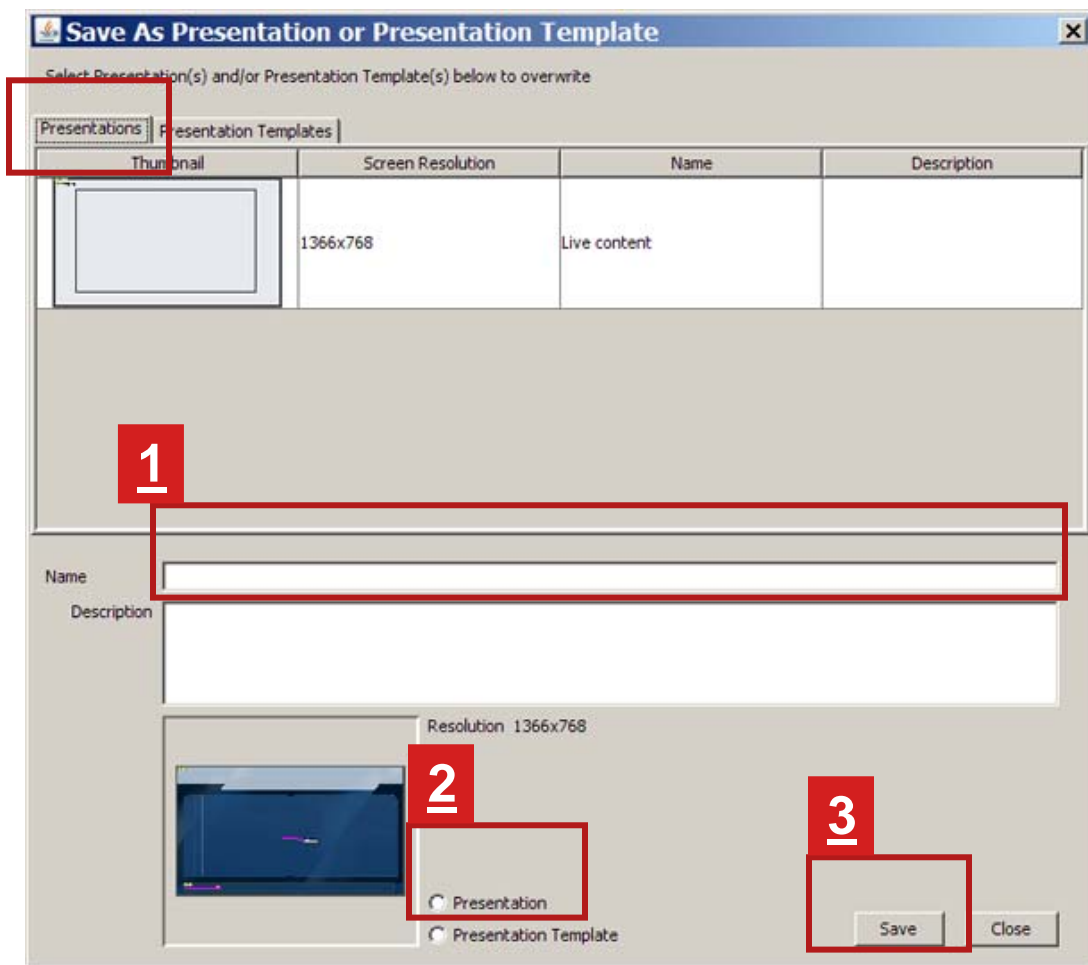 Save As Presentation or Presentation Template
Select Presentation(s) and/or Presentation Template(s) below to overwrite
Presentations Presentation Templates
Thumbnail Screen Resolution Name Description
1366x768 Live content
1
Name
Description
Resolution 1366x768
2
3
Presentation
Presentation Template
Save Close